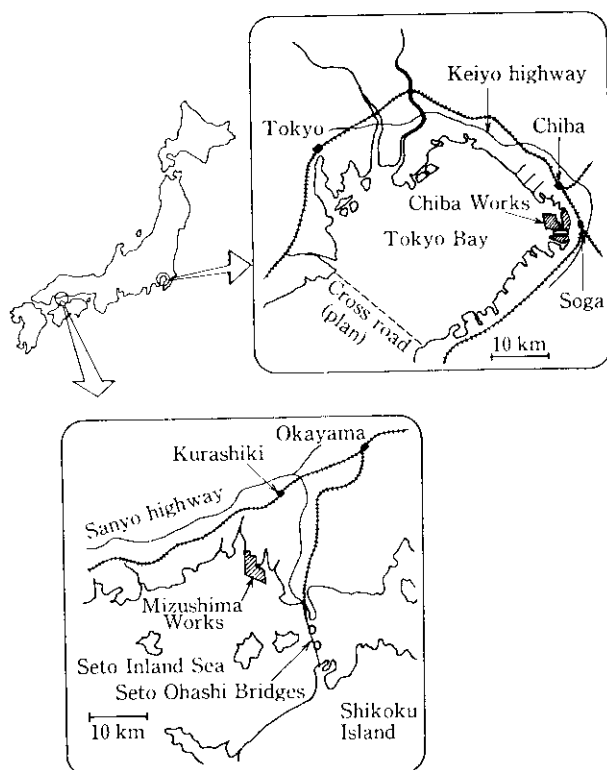 Keiyo highway
Tokyo
Chiba
Chiba Works
Tokyo Bay
Soga
Cross road
(plan)
10 km
Okayama
Kurashiki
Sanyo highway
Mizushima
Works
Seto Inland Sea
Seto Ohashi Bridges
10 km
Shikoku
Island